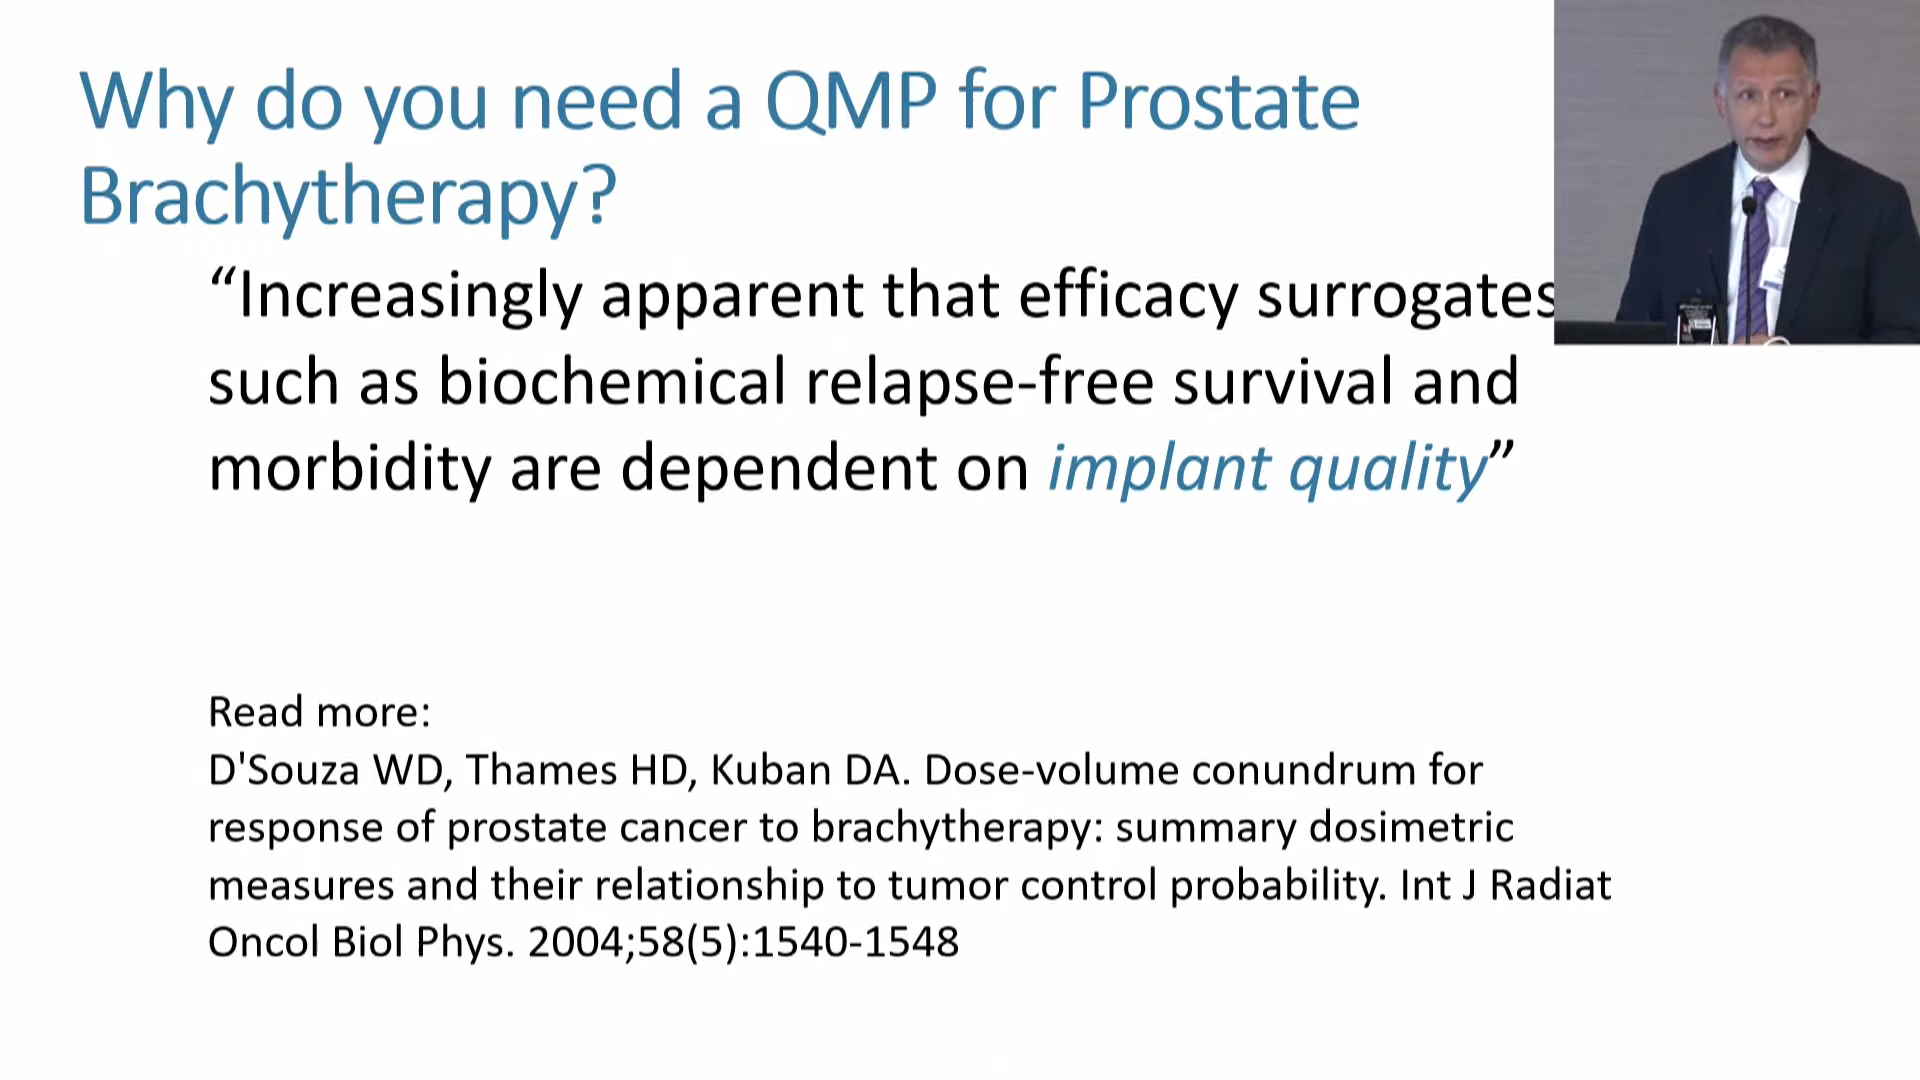 Why do you need a QMP for Prostate
Brachytherapy?
“Increasingly apparent that efficacy surrogates
such as biochemical relapse-free survival and
morbidity are dependent on implant quality”
Read more:
D'Souza WD, Thames HD, Kuban DA. Dose-volume conundrum for
response of prostate cancer to brachytherapy: summary dosimetric
measures and their relationship to tumor control probability. Int J Radiat
Oncol Biol Phys. 2004;58(5):1540-1548